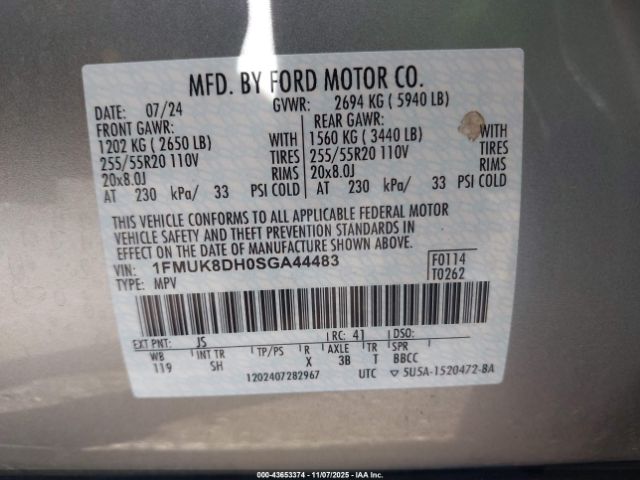 MFD. BY FORD MOTOR CO.
DATE: 07/24 GVWR: 2694 KG ( 5940 LB)
FRONT GAWR: REAR GAWR:
1202 KG ( 2650 LB) WITH 1560 KG ( 3440 LB) WITH
255/55R20 110V TIRES 255/55R20 110V TIRES
20x8.0J RIMS 20x8.0J RIMS
AT 230 kPa/ 33 PSI COLD AT 230 kPa/ 33 PSI COLD
THIS VEHICLE CONFORMS TO ALL APPLICABLE FEDERAL MOTOR
VEHICLE SAFETY AND THEFT PREVENTION STANDARDS IN
EFFECT ON THE DATE OF MANUFACTURE SHOWN ABOVE.
VIN: 1FMUK8DH0SGA44483 F0114
TYPE: MPV T0262
EXT PNT: JS RC: 41 DSO:
WB INT TR TP/PS R AXLE TR SPR
119 SH X 3B T BBCC
1202407282967 UTC ▽ 5USA-1520472-BA
© 43653374 - 11/07/2025 - IAA Inc.